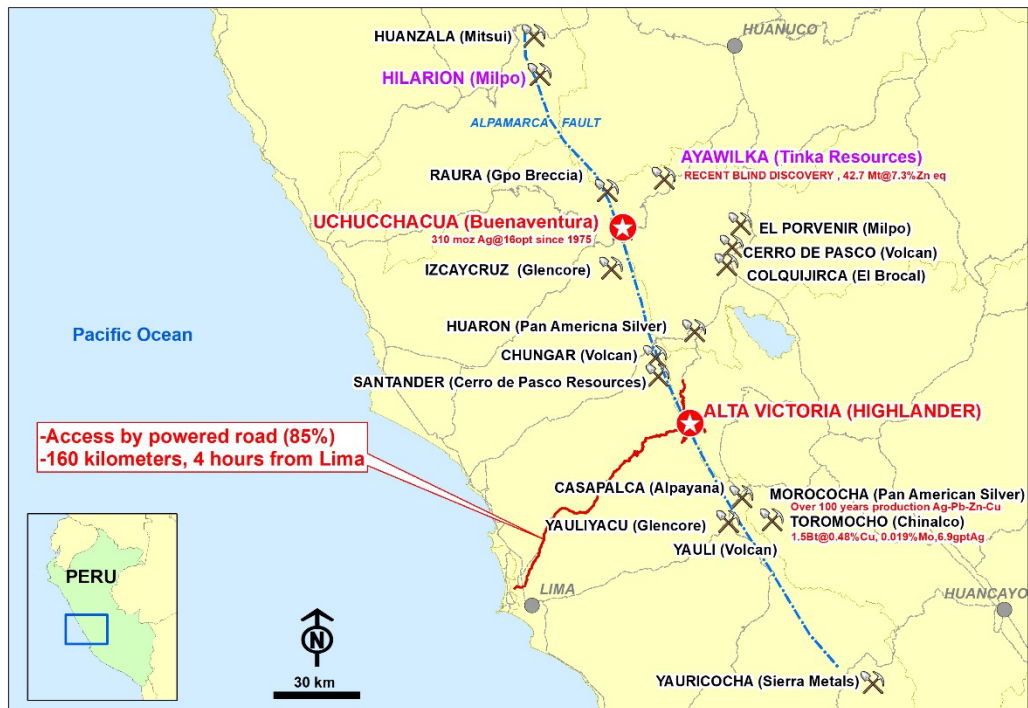 HUANZALA (Mitsui)
HUANUCO
HILARION (Milpo)
ALPAMARCA FAULT
AYAWILKA (Tinka Resources)
RECENT BLIND DISCOVERY , 42.7 Mt@7.3%Zn eq
RAURA (Gpo Breccia)
UCHUCCHACUA (Buenaventura)
310 moz Ag@16opt since 1975
EL PORVENIR (Milpo)
CERRO DE PASCO (Volcan)
IZCAYCRUZ (Glencore)
COLQUIJIRCA (El Brocal)
Pacific Ocean
HUARON (Pan Americna Silver)
CHUNGAR (Volcan)
SANTANDER (Cerro de Pasco Resources)
ALTA VICTORIA (HIGHLANDER)
-Access by powered road (85%)
-160 kilometers, 4 hours from Lima
CASAPALCA (Alpayana)
MOROCOCHA (Pan American Silver)
Over 100 years production Ag-Pb-Zn-Cu
YAULIYACU (Glencore)
TOROMOCHO (Chinalco)
1.5Bt@0.48%Cu, 0.019%Mo,6.9gptAg
YAULI (Volcan)
PERU
LIMA
HUANCAYO
N
30 km
YAURICOCHA (Sierra Metals)